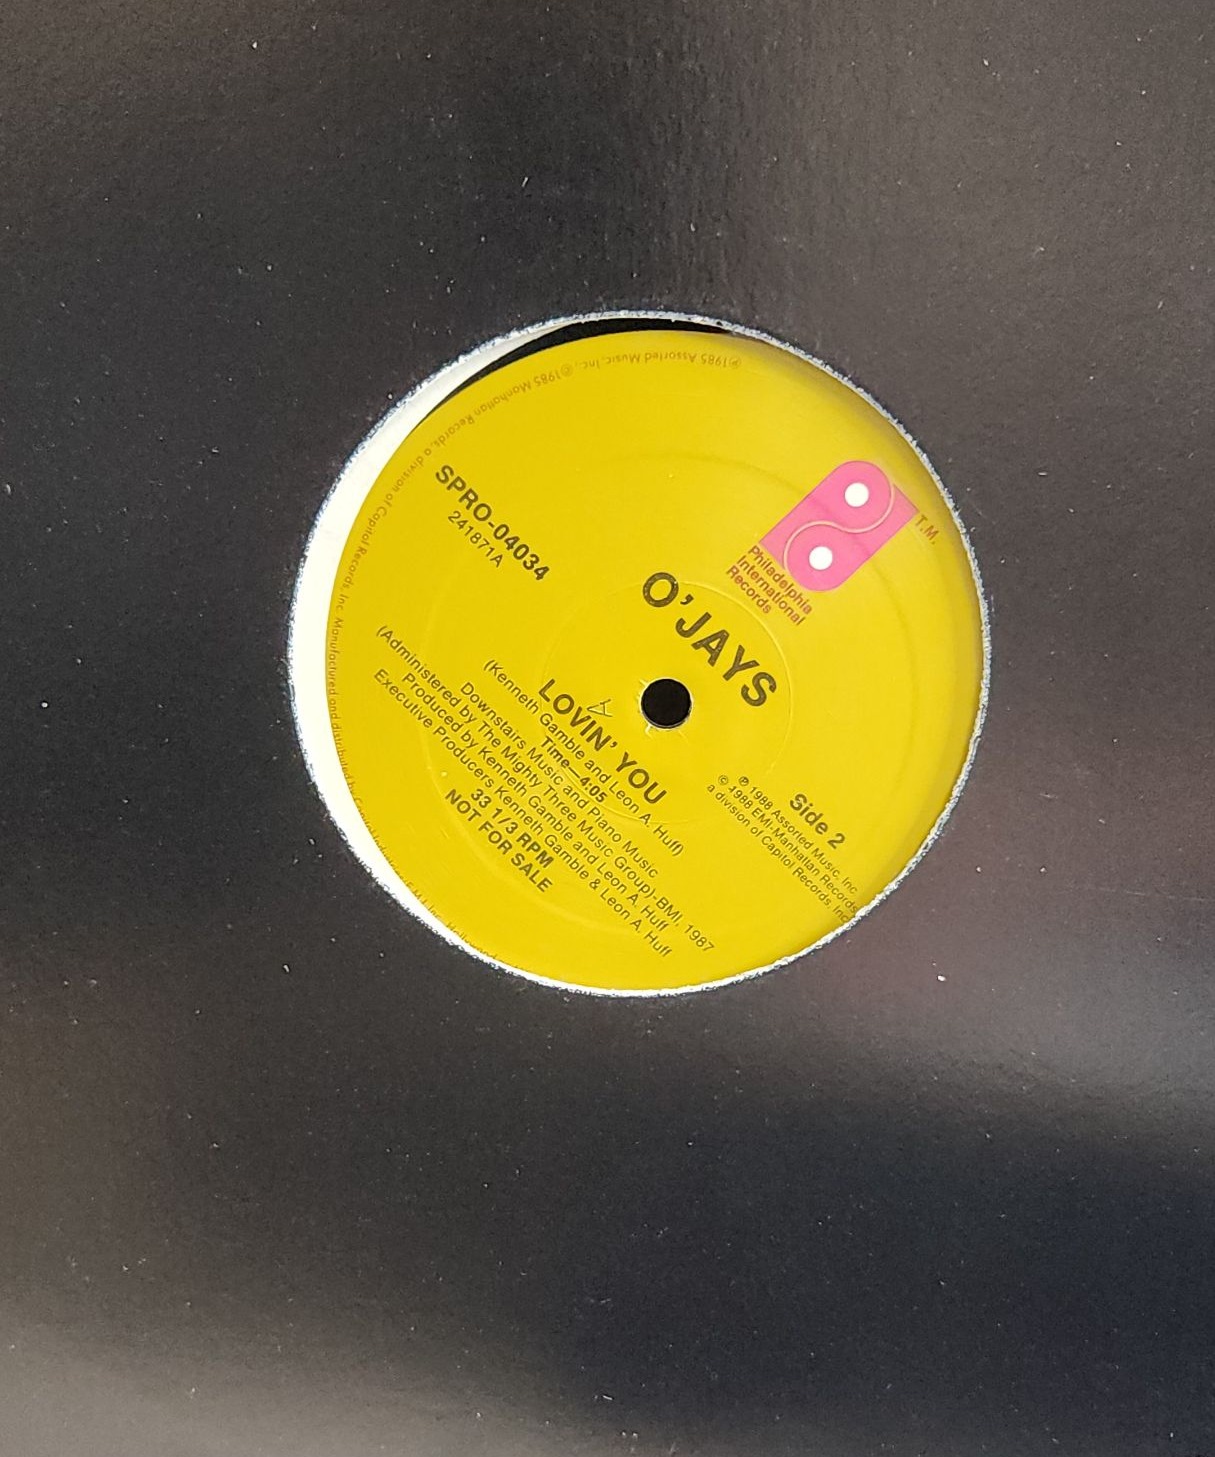 T.M.
Philadelphia
International
Records
O'JAYS
SPRO-04034
241871A
Side 2
℗ 1988 Assorted Music, Inc.
© 1988 EMI-Manhattan Records,
a division of Capitol Records, Inc.
LOVIN' YOU
(Kenneth Gamble and Leon A. Huff)
Time—4:05
Downstairs Music and Piano Music
(Administered by The Mighty Three Music Group)-BMI, 1987
Produced by Kenneth Gamble and Leon A. Huff
Executive Producers Kenneth Gamble & Leon A. Huff
33 1/3 RPM
NOT FOR SALE
℗1985 Assorted Music, Inc., ©1985 Manhattan Records, a division of Capitol Records, Inc. Manufactured and distributed by